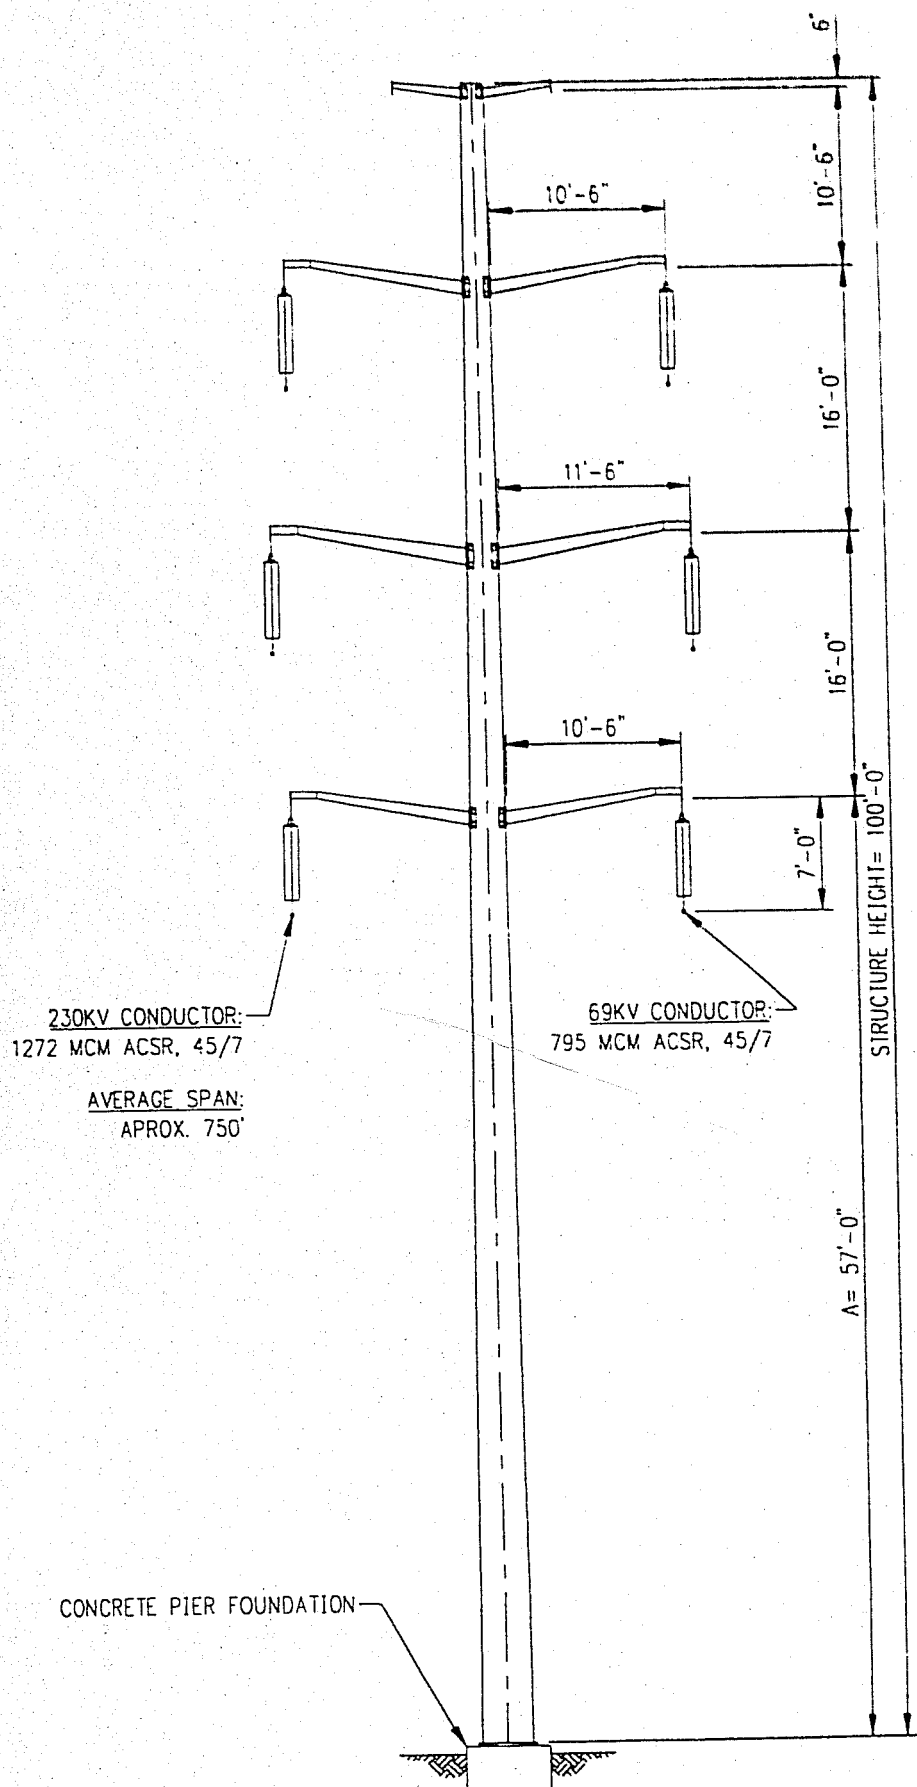 6"
10'-6"
10'-6"
16'-0"
11'-6"
16'-0"
10'-6"
7'-0"
STRUCTURE HEIGHT= 100'-0"
230KV CONDUCTOR:
1272 MCM ACSR, 45/7
69KV CONDUCTOR:
795 MCM ACSR, 45/7
AVERAGE SPAN:
APROX. 750'
A= 57'-0"
CONCRETE PIER FOUNDATION